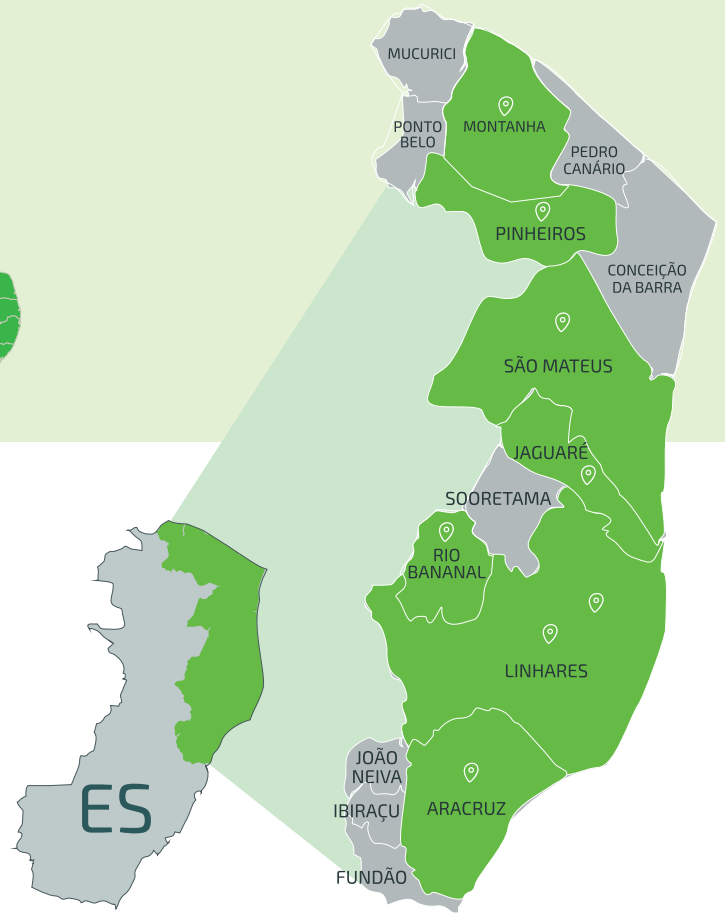 MUCURICI
PONTO
BELO
MONTANHA
PEDRO
CANÁRIO
PINHEIROS
CONCEIÇÃO
DA BARRA
SÃO MATEUS
JAGUARÉ
SOORETAMA
RIO
BANANAL
LINHARES
JOÃO
NEIVA
IBIRAÇU
ARACRUZ
FUNDÃO
ES